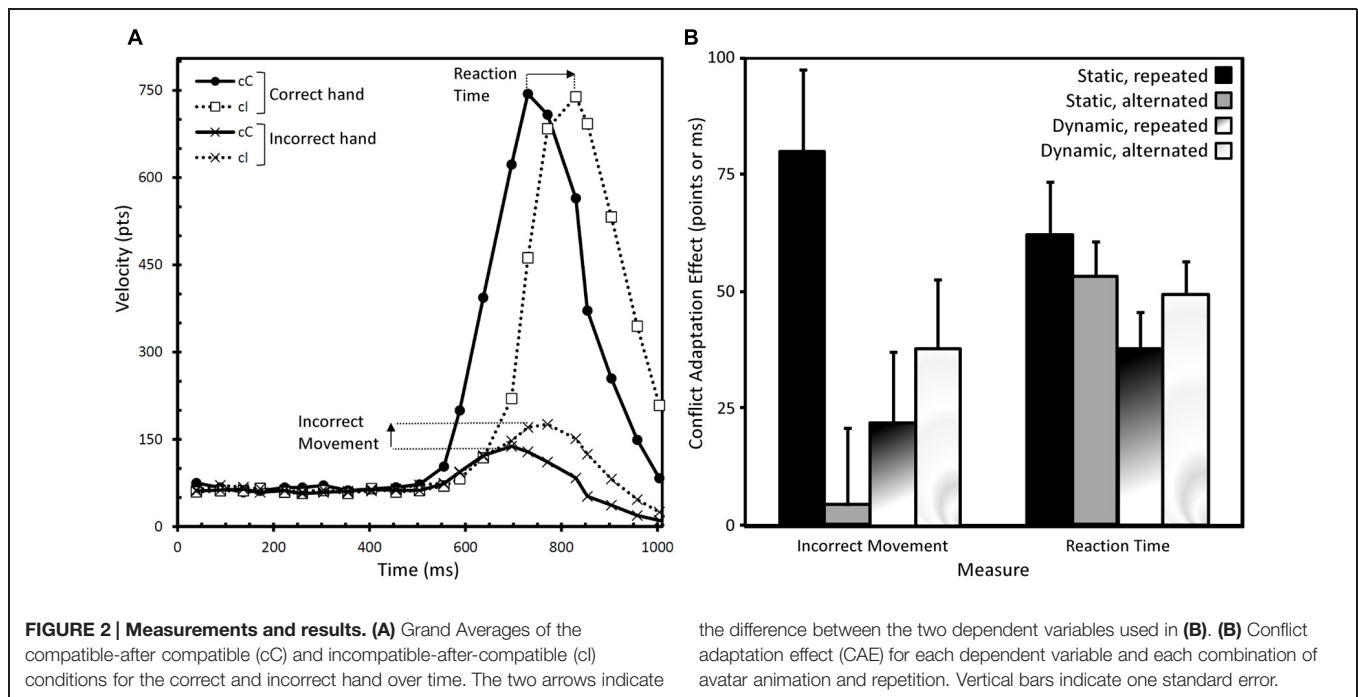 A
cC
cI
Correct hand
cC
cI
Incorrect hand
Reaction
Time
Incorrect
Movement
750
600
450
300
150
0
Velocity (pts)
0 200 400 600 800 1000
Time (ms)
B
100
75
50
25
0
Conflict Adaptation Effect (points or ms)
Static, repeated
Static, alternated
Dynamic, repeated
Dynamic, alternated
Incorrect Movement Reaction Time
Measure
FIGURE 2 | Measurements and results. (A) Grand Averages of the
compatible-after compatible (cC) and incompatible-after-compatible (cI)
conditions for the correct and incorrect hand over time. The two arrows indicate
the difference between the two dependent variables used in (B). (B) Conflict
adaptation effect (CAE) for each dependent variable and each combination of
avatar animation and repetition. Vertical bars indicate one standard error.